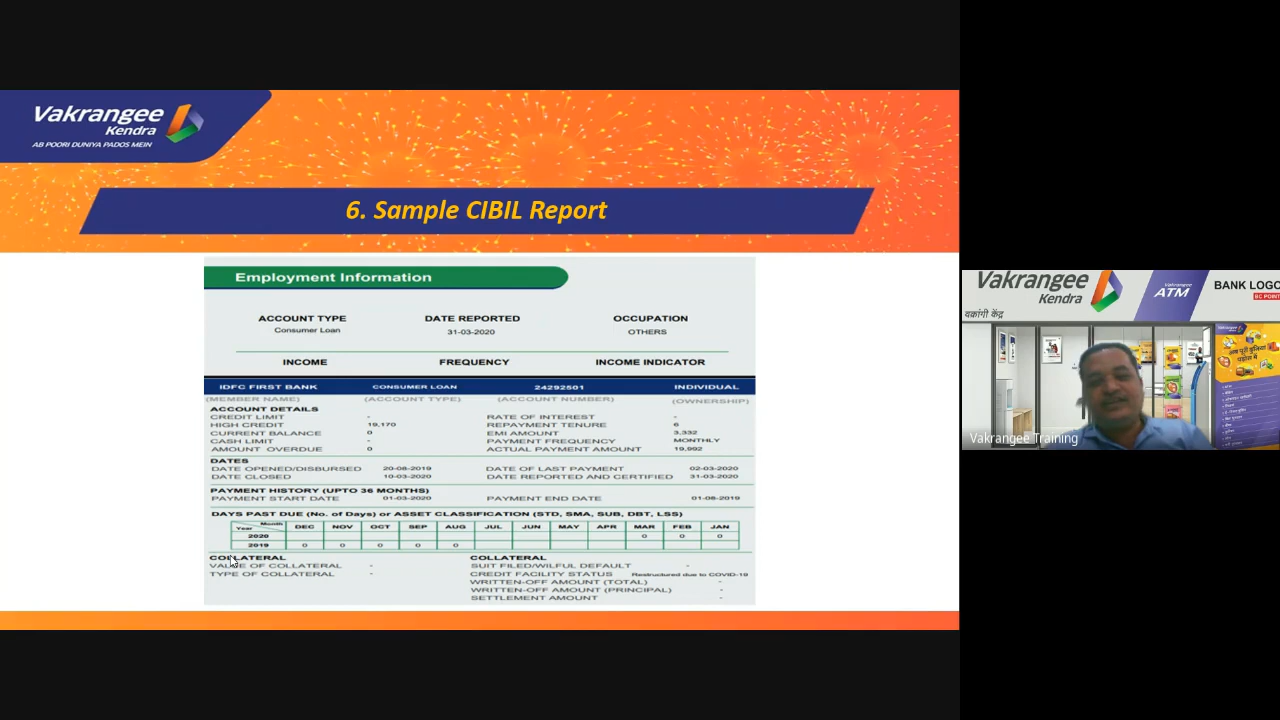 Vakrangee
Kendra
AB POORI DUNIYA PADOS MEIN
6. Sample CIBIL Report
Employment Information
ACCOUNT TYPE DATE REPORTED OCCUPATION
Consumer Loan 31-03-2020 OTHERS
INCOME FREQUENCY INCOME INDICATOR
IDFC FIRST BANK CONSUMER LOAN 24292501 INDIVIDUAL
(MEMBER NAME) (ACCOUNT TYPE) (ACCOUNT NUMBER) (OWNERSHIP)
ACCOUNT DETAILS
CREDIT LIMIT - RATE OF INTEREST -
HIGH CREDIT 19,170 REPAYMENT TENURE 6
CURRENT BALANCE 0 EMI AMOUNT 3,332
CASH LIMIT - PAYMENT FREQUENCY MONTHLY
AMOUNT OVERDUE 0 ACTUAL PAYMENT AMOUNT 19,992
DATES
DATE OPENED/DISBURSED 20-08-2019 DATE OF LAST PAYMENT 02-03-2020
DATE CLOSED 10-03-2020 DATE REPORTED AND CERTIFIED 31-03-2020
PAYMENT HISTORY (UPTO 36 MONTHS)
PAYMENT START DATE 01-03-2020 PAYMENT END DATE 01-08-2019
DAYS PAST DUE (No. of Days) or ASSET CLASSIFICATION (STD, SMA, SUB, DBT, LSS)
Year Month DEC NOV OCT SEP AUG JUL JUN MAY APR MAR FEB JAN
2020 0 0 0
2019 0 0 0 0 0
COLLATERAL COLLATERAL
VALUE OF COLLATERAL - SUIT FILED/WILFUL DEFAULT -
TYPE OF COLLATERAL - CREDIT FACILITY STATUS Restructured due to COVID-19
WRITTEN-OFF AMOUNT (TOTAL) -
WRITTEN-OFF AMOUNT (PRINCIPAL) -
SETTLEMENT AMOUNT -
Vakrangee
Kendra
वक्रांगी केंद्र
Vakrangee
ATM
BANK LOGO
BC POINT
अब पूरी दुनिया
पड़ोस में
Vakrangee Training